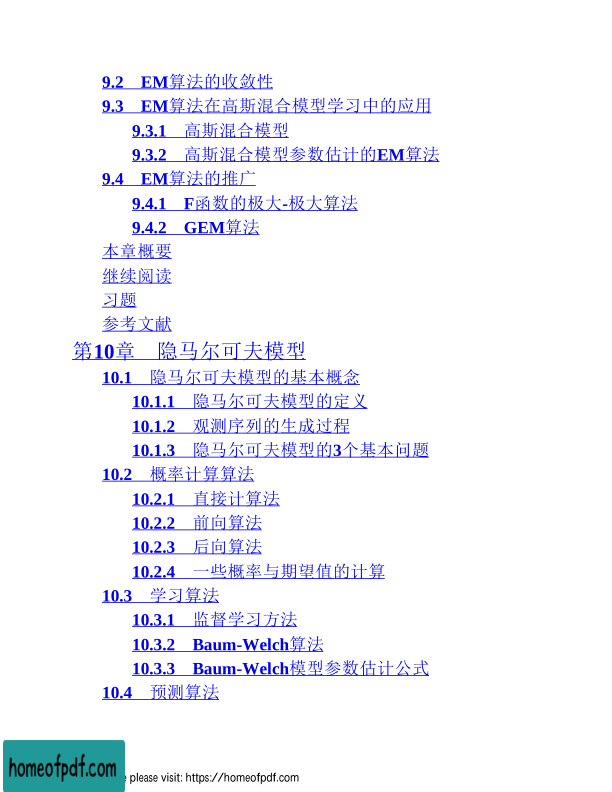 9.2 EM算法的收敛性
9.3 EM算法在高斯混合模型学习中的应用
9.3.1 高斯混合模型
9.3.2 高斯混合模型参数估计的EM算法
9.4 EM算法的推广
9.4.1 F函数的极大-极大算法
9.4.2 GEM算法
本章概要
继续阅读
习题
参考文献
第10章 隐马尔可夫模型
10.1 隐马尔可夫模型的基本概念
10.1.1 隐马尔可夫模型的定义
10.1.2 观测序列的生成过程
10.1.3 隐马尔可夫模型的3个基本问题
10.2 概率计算算法
10.2.1 直接计算法
10.2.2 前向算法
10.2.3 后向算法
10.2.4 一些概率与期望值的计算
10.3 学习算法
10.3.1 监督学习方法
10.3.2 Baum-Welch算法
10.3.3 Baum-Welch模型参数估计公式
10.4 预测算法
homeofpdf.com
please visit: https://homeofpdf.com